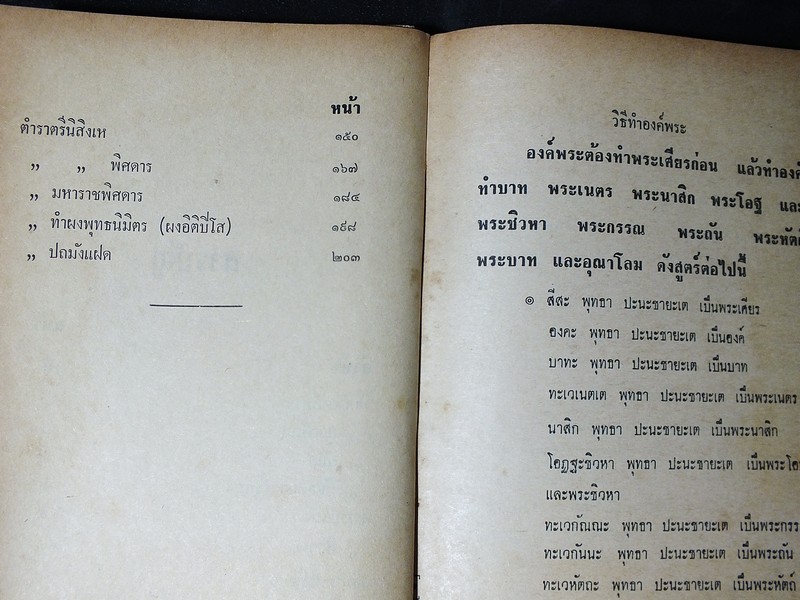 หน้า
ตำราตรีนิสิงเห ๑๕๐
„ „ พิศดาร ๑๖๗
„ มหาราชพิศดาร ๑๘๔
„ ทำผงพุทธนิมิตร (ผงอิติปิโส) ๑๙๘
„ ปถมังแฝด ๒๐๓
วิธีทำองค์พระ
องค์พระต้องทำพระเศียรก่อน แล้วทำองค์
ทำบาท พระเนตร พระนาสิก พระโอฐ
พระชิวหา พระกรรณ พระถัน
พระบาท และอุณาโลม ดังสูตร์ต่อไปนี้
๑ สีสะ พุทธา ปะนะชายะเต เป็นพระเศียร
องคะ พุทธา ปะนะชายะเต เป็นองค์
บาทะ พุทธา ปะนะชายะเต เป็นบาท
ทะเวเนตเต พุทธา ปะนะชายะเต เป็นพระเนตร
นาสิก พุทธา ปะนะชายะเต เป็นพระนาสิก
โอฏฐะชิวหา พุทธา ปะนะชายะเต
และพระชิวหา
ทะเวกัณณะ พุทธา ปะนะชายะเต
ทะเวกันนะ พุทธา ปะนะชายะเต เป็นพระถัน
ทะเวหัตถะ พุทธา ปะนะชายะเต เป็นพระหัตถ์